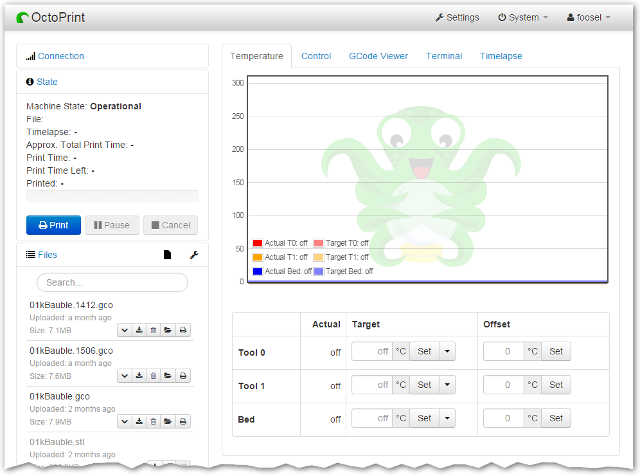 OctoPrint
Settings
System
foosel
Connection
State
Machine State: Operational
File:
Timelapse: -
Approx. Total Print Time: -
Print Time: -
Print Time Left: -
Printed: -
Print Pause Cancel
Files
Search...
01kBauble.1412.gco
Uploaded: a month ago
Size: 7.1MB
01kBauble.1506.gco
Uploaded: a month ago
Size: 7.6MB
01kBauble.gco
Uploaded: 2 months ago
Size: 7.9MB
01kBauble.stl
Uploaded: 2 months ago
Temperature Control GCode Viewer Terminal Timelapse
300
250
200
150
100
50
0
Actual T0: off Target T0: off
Actual T1: off Target T1: off
Actual Bed: off Target Bed: off
Actual Target Offset
Tool 0 off off °C Set 0 °C Set
Tool 1 off off °C Set 0 °C Set
Bed off off °C Set 0 °C Set